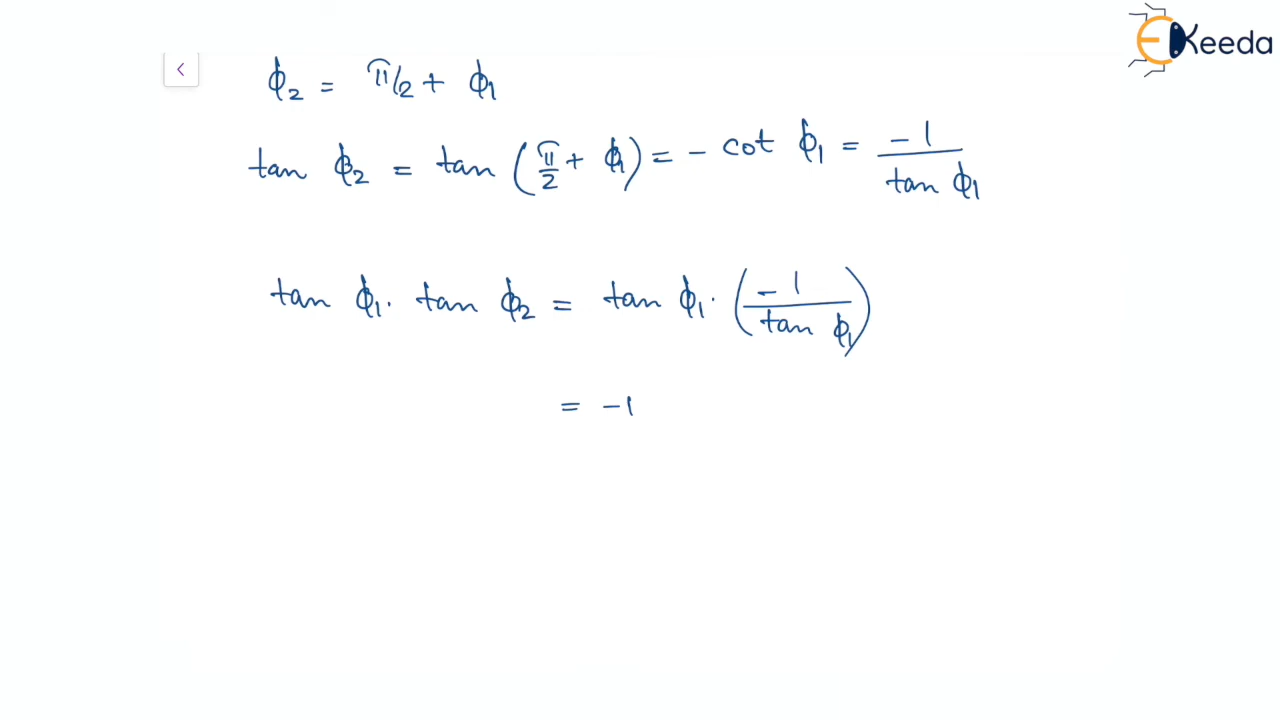 EKeeda
ϕ₂ = π/2 + ϕ₁
tan ϕ₂ = tan (π/2 + ϕ₁) = - cot ϕ₁ = -1/tan ϕ₁
tan ϕ₁ · tan ϕ₂ = tan ϕ₁ · (-1/tan ϕ₁)
= -1